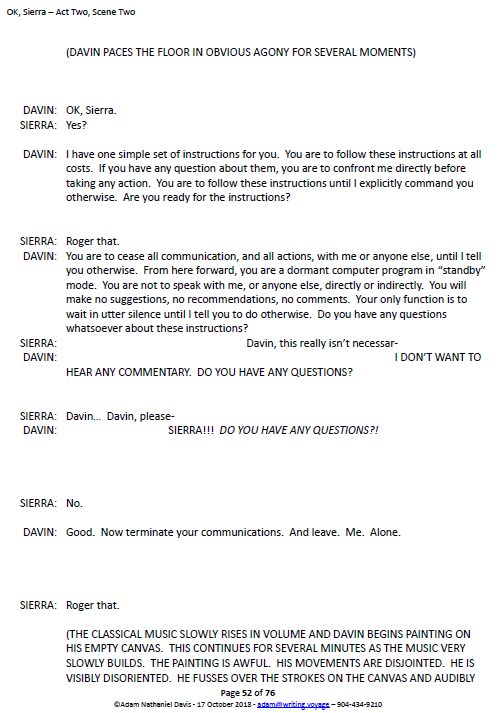 OK, Sierra – Act Two, Scene Two
(DAVIN PACES THE FLOOR IN OBVIOUS AGONY FOR SEVERAL MOMENTS)
DAVIN: OK, Sierra.
SIERRA: Yes?
DAVIN: I have one simple set of instructions for you. You are to follow these instructions at all
costs. If you have any question about them, you are to confront me directly before
taking any action. You are to follow these instructions until I explicitly command you
otherwise. Are you ready for the instructions?
SIERRA: Roger that.
DAVIN: You are to cease all communication, and all actions, with me or anyone else, until I tell
you otherwise. From here forward, you are a dormant computer program in “standby”
mode. You are not to speak with me, or anyone else, directly or indirectly. You will
make no suggestions, no recommendations, no comments. Your only function is to
wait in utter silence until I tell you to do otherwise. Do you have any questions
whatsoever about these instructions?
SIERRA: Davin, this really isn’t necessar-
DAVIN: I DON’T WANT TO
HEAR ANY COMMENTARY. DO YOU HAVE ANY QUESTIONS?
SIERRA: Davin… Davin, please-
DAVIN: SIERRA!!! DO YOU HAVE ANY QUESTIONS?!
SIERRA: No.
DAVIN: Good. Now terminate your communications. And leave. Me. Alone.
SIERRA: Roger that.
(THE CLASSICAL MUSIC SLOWLY RISES IN VOLUME AND DAVIN BEGINS PAINTING ON
HIS EMPTY CANVAS. THIS CONTINUES FOR SEVERAL MINUTES AS THE MUSIC VERY
SLOWLY BUILDS. THE PAINTING IS AWFUL. HIS MOVEMENTS ARE DISJOINTED. HE IS
VISIBLY DISORIENTED. HE FUSSES OVER THE STROKES ON THE CANVAS AND AUDIBLY
Page 52 of 76
©Adam Nathaniel Davis - 17 October 2018 - adam@writing.voyage – 904-434-9210